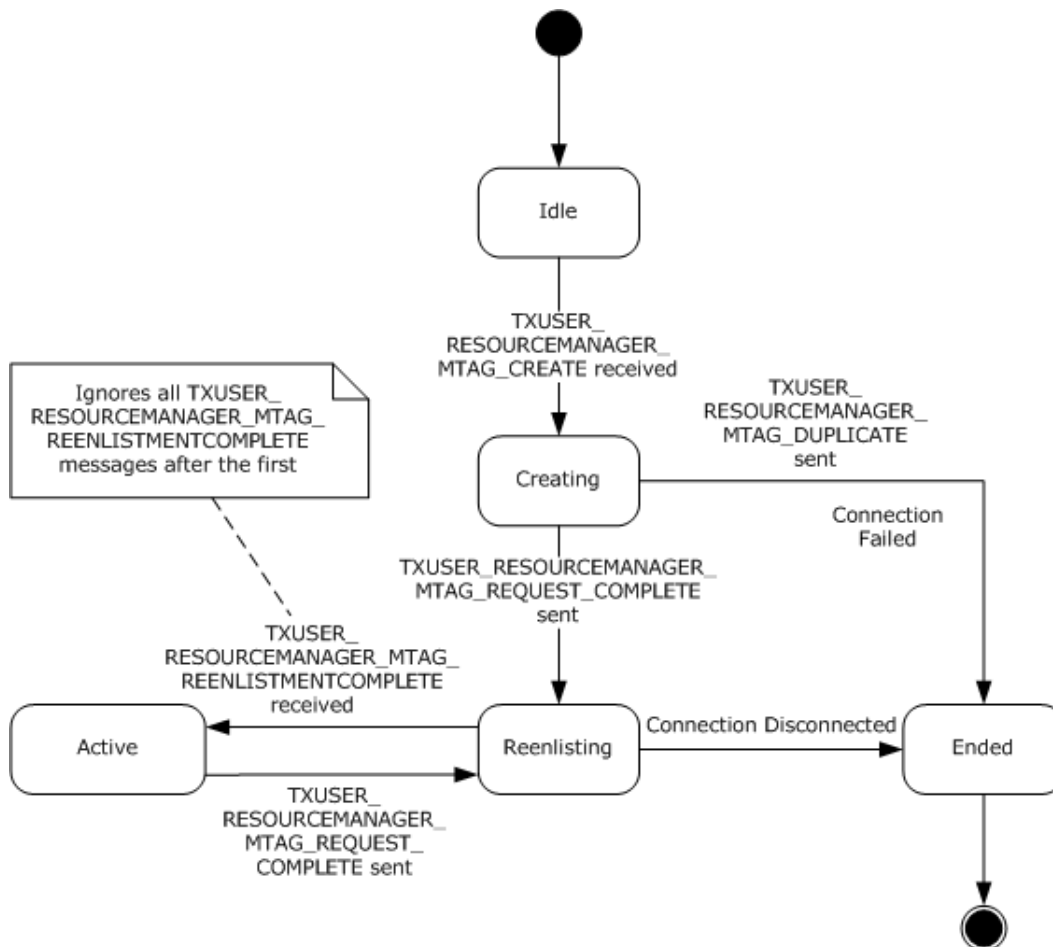 Idle
TXUSER_
RESOURCEMANAGER_
MTAG_CREATE received
Ignores all TXUSER_
RESOURCEMANAGER_MTAG_
REENLISTMENTCOMPLETE
messages after the first
TXUSER_
RESOURCEMANAGER_
MTAG_DUPLICATE
sent
Creating
Connection
Failed
TXUSER_RESOURCEMANAGER_
MTAG_REQUEST_COMPLETE
sent
TXUSER_
RESOURCEMANAGER_MTAG_
REENLISTMENTCOMPLETE
received
Active
Reenlisting
Connection Disconnected
Ended
TXUSER_
RESOURCEMANAGER_
MTAG_REQUEST_
COMPLETE sent